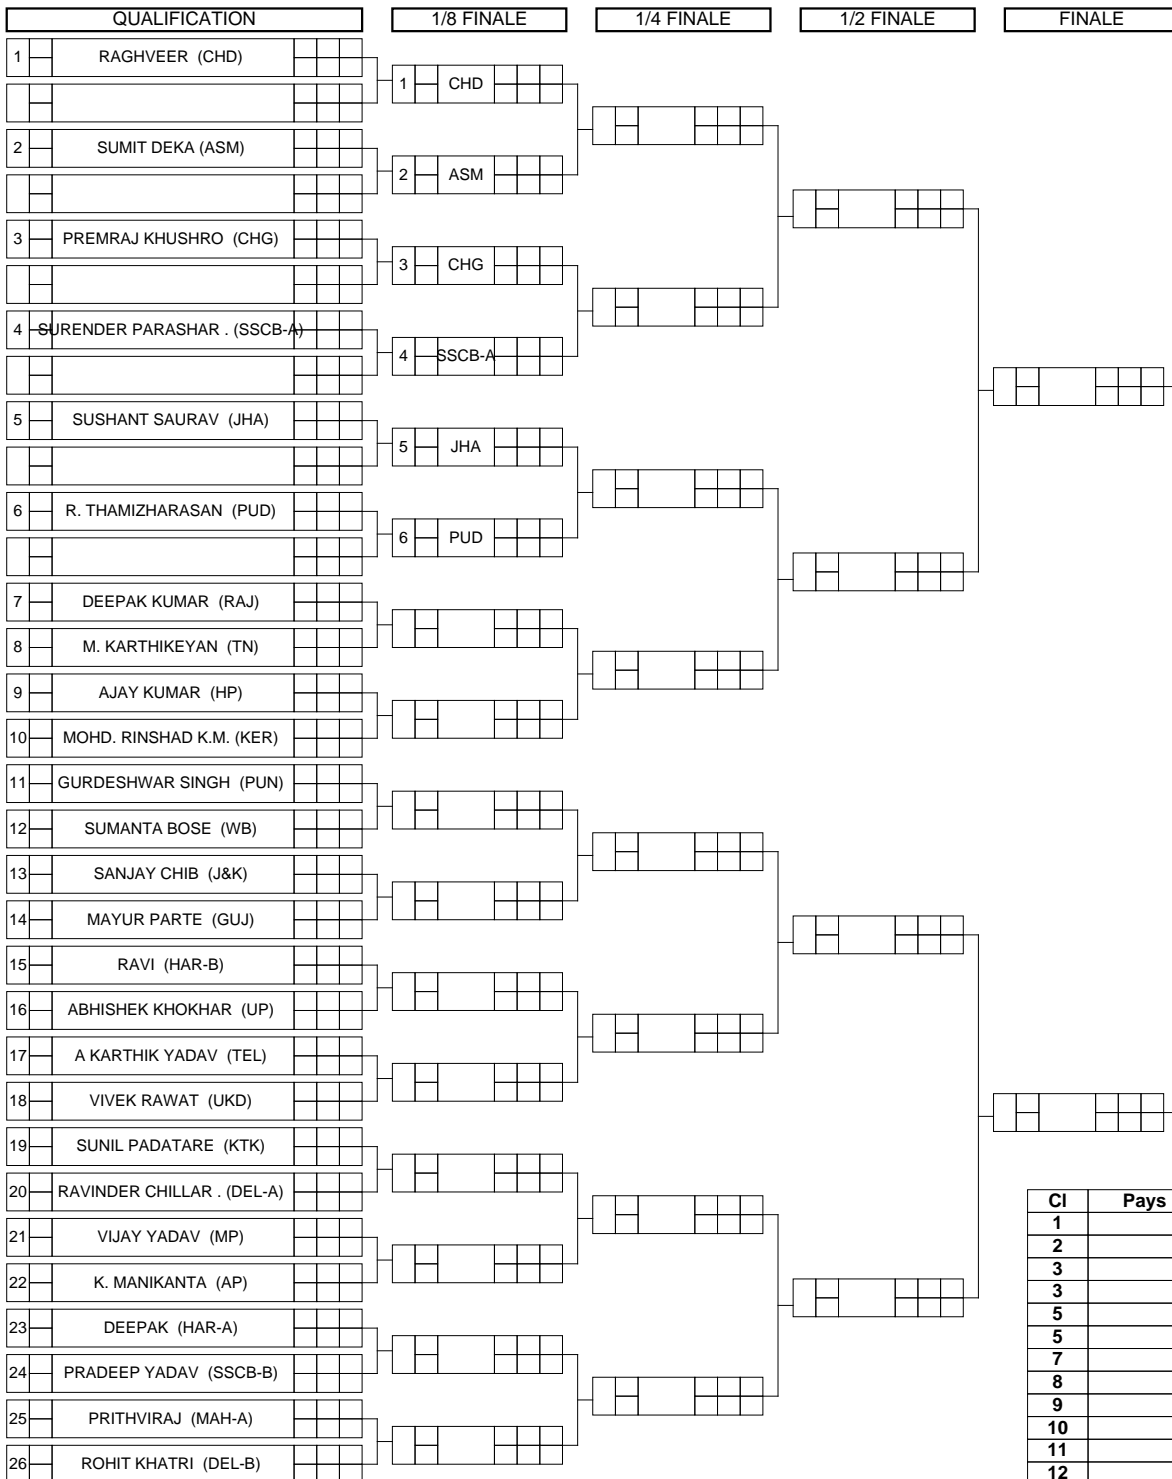 QUALIFICATION 1/8 FINALE 1/4 FINALE 1/2 FINALE FINALE
1 RAGHVEER (CHD)
1 CHD
2 SUMIT DEKA (ASM)
2 ASM
3 PREMRAJ KHUSHRO (CHG)
3 CHG
4 SURENDER PARASHAR . (SSCB-A)
4 SSCB-A
5 SUSHANT SAURAV (JHA)
5 JHA
6 R. THAMIZHARASAN (PUD)
6 PUD
7 DEEPAK KUMAR (RAJ)
8 M. KARTHIKEYAN (TN)
9 AJAY KUMAR (HP)
10 MOHD. RINSHAD K.M. (KER)
11 GURDESHWAR SINGH (PUN)
12 SUMANTA BOSE (WB)
13 SANJAY CHIB (J&K)
14 MAYUR PARTE (GUJ)
15 RAVI (HAR-B)
16 ABHISHEK KHOKHAR (UP)
17 A KARTHIK YADAV (TEL)
18 VIVEK RAWAT (UKD)
19 SUNIL PADATARE (KTK)
20 RAVINDER CHILLAR . (DEL-A)
21 VIJAY YADAV (MP)
22 K. MANIKANTA (AP)
23 DEEPAK (HAR-A)
24 PRADEEP YADAV (SSCB-B)
25 PRITHVIRAJ (MAH-A)
26 ROHIT KHATRI (DEL-B)
Cl Pays
1
2
3
3
5
5
7
8
9
10
11
12